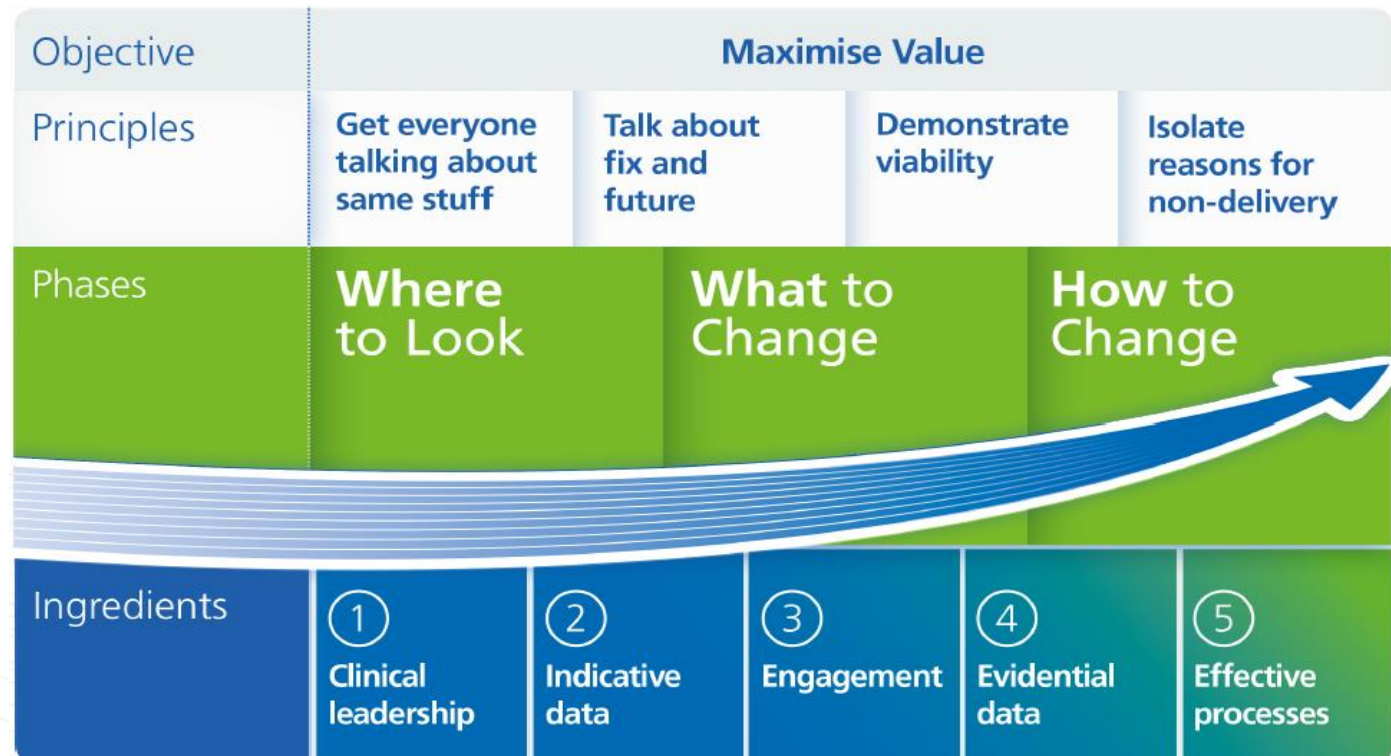 Objective
Maximise Value
Principles
Get everyone
talking about
same stuff
Talk about
fix and
future
Demonstrate
viability
Isolate
reasons for
non-delivery
Phases
Where
to Look
What to
Change
How to
Change
Ingredients
1
Clinical
leadership
2
Indicative
data
3
Engagement
4
Evidential
data
5
Effective
processes